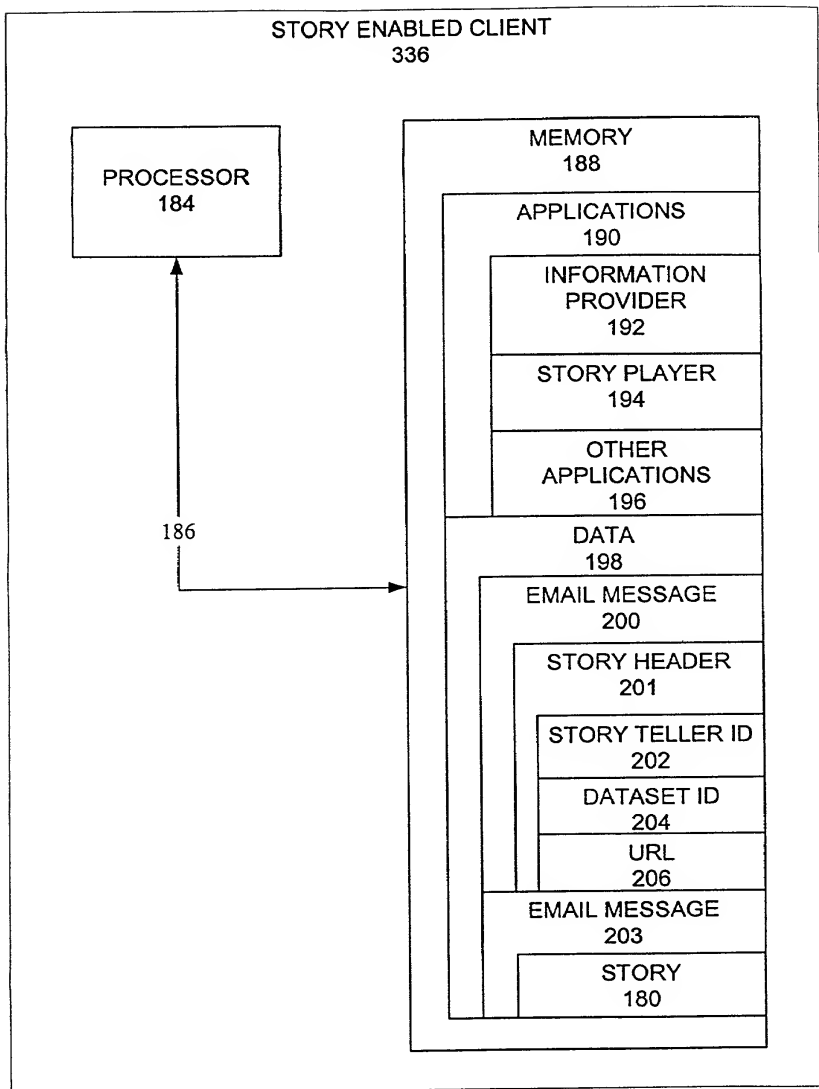 STORY ENABLED CLIENT
336
PROCESSOR
184
186
MEMORY
188
APPLICATIONS
190
INFORMATION
PROVIDER
192
STORY PLAYER
194
OTHER
APPLICATIONS
196
DATA
198
EMAIL MESSAGE
200
STORY HEADER
201
STORY TELLER ID
202
DATASET ID
204
URL
206
EMAIL MESSAGE
203
STORY
180